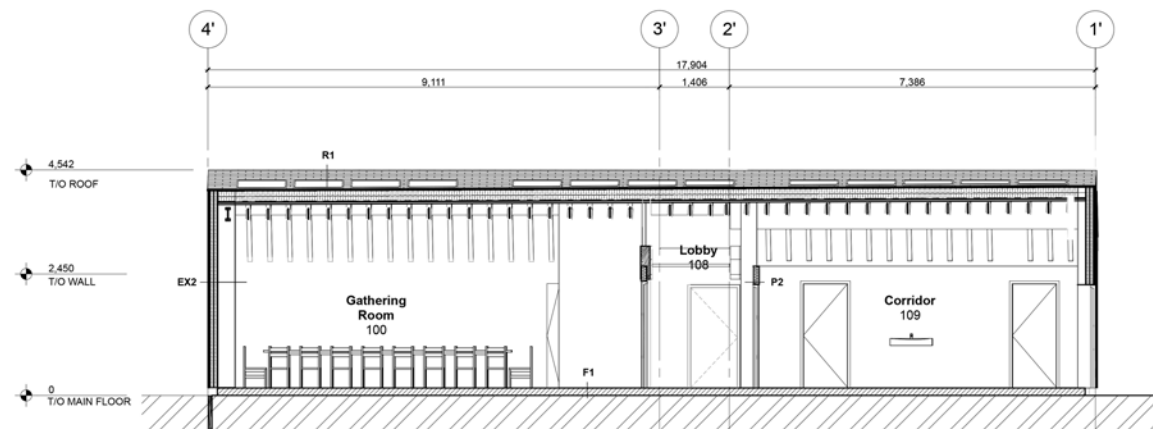 4'
3'
2'
1'
17,904
9,111
1,406
7,386
4,542
T/O ROOF
R1
2,450
T/O WALL
EX2
Lobby
108
P2
Gathering
Room
100
Corridor
109
F1
0
T/O MAIN FLOOR